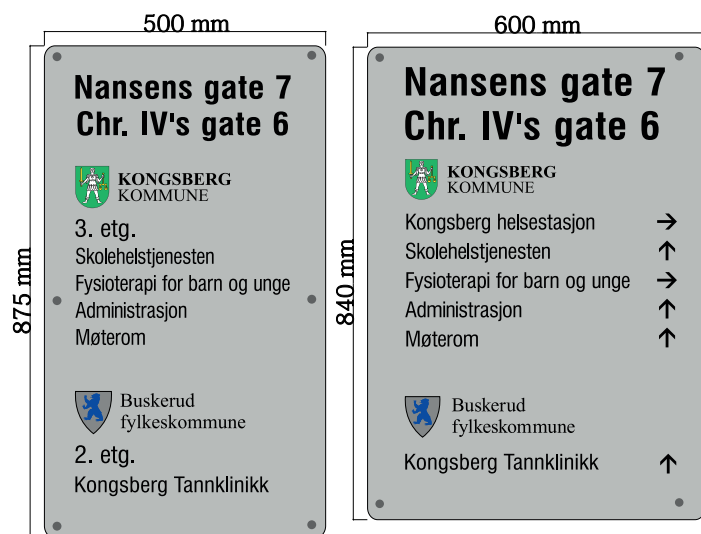 500 mm
875 mm
Nansens gate 7
Chr. IV's gate 6
KONGSBERG
KOMMUNE
3. etg.
Skolehelstjenesten
Fysioterapi for barn og unge
Administrasjon
Møterom
Buskerud
fylkeskommune
2. etg.
Kongsberg Tannklinikk
600 mm
840 mm
Nansens gate 7
Chr. IV's gate 6
KONGSBERG
KOMMUNE
Kongsberg helsestasjon →
Skolehelstjenesten ↑
Fysioterapi for barn og unge →
Administrasjon ↑
Møterom ↑
Buskerud
fylkeskommune
Kongsberg Tannklinikk ↑